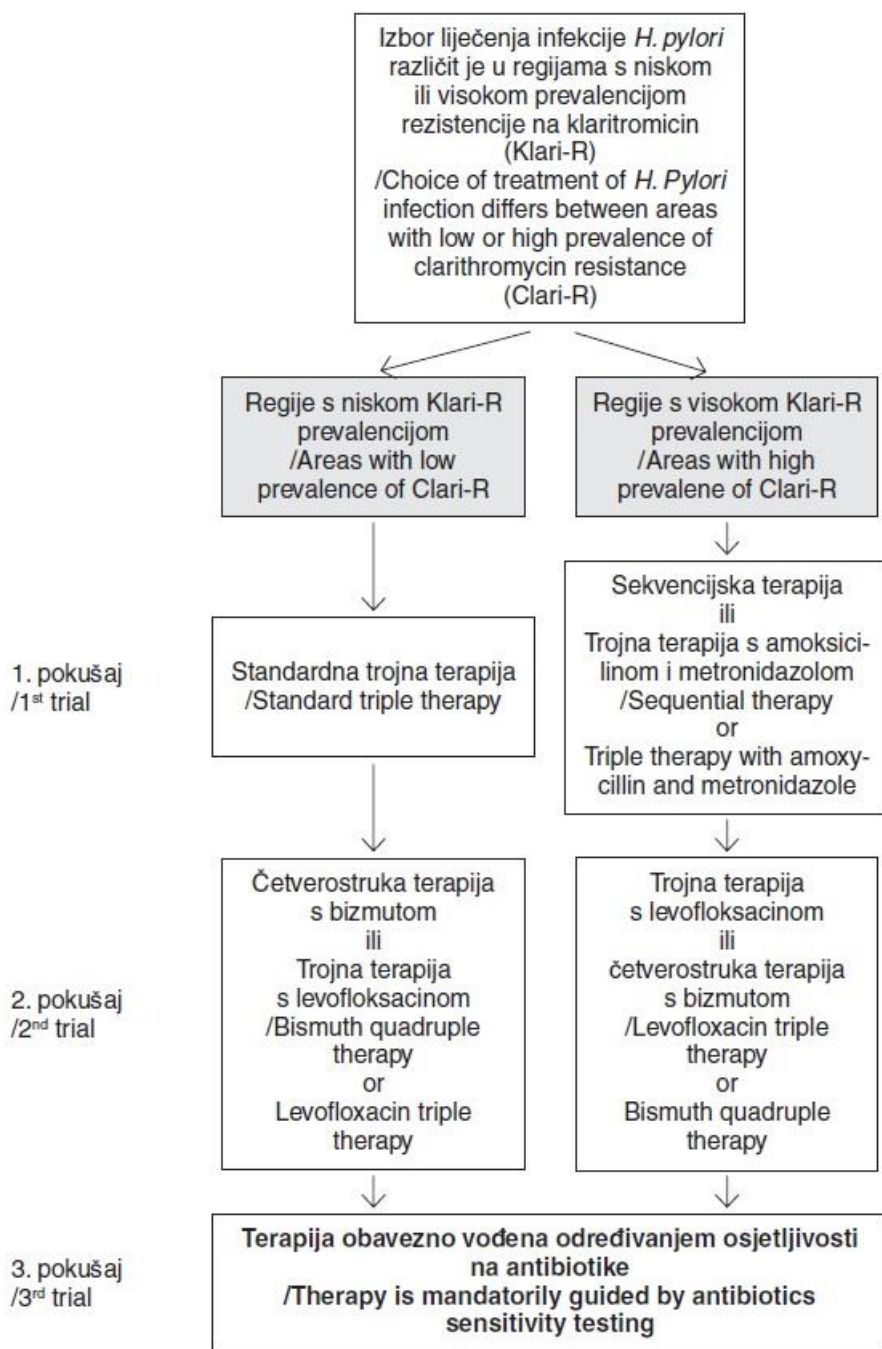 Izbor liječenja infekcije H. pylori
različit je u regijama s niskom
ili visokom prevalencijom
rezistencije na klaritromicin
(Klari-R)
/Choice of treatment of H. Pylori
infection differs between areas
with low or high prevalence of
clarithromycin resistance
(Clari-R)
Regije s niskom Klari-R
prevalencijom
/Areas with low
prevalence of Clari-R
Regije s visokom Klari-R
prevalencijom
/Areas with high
prevalene of Clari-R
1. pokušaj
/1st trial
Standardna trojna terapija
/Standard triple therapy
Sekvencijska terapija
ili
Trojna terapija s amoksici-
linom i metronidazolom
/Sequential therapy
or
Triple therapy with amoxy-
cillin and metronidazole
2. pokušaj
/2nd trial
Četverostruka terapija
s bizmutom
ili
Trojna terapija
s levofloksacinom
/Bismuth quadruple
therapy
or
Levofloxacin triple
therapy
Trojna terapija
s levofloksacinom
ili
četverostruka terapija
s bizmutom
/Levofloxacin triple
therapy
or
Bismuth quadruple
therapy
3. pokušaj
/3rd trial
Terapija obavezno vođena određivanjem osjetljivosti
na antibiotike
/Therapy is mandatorily guided by antibiotics
sensitivity testing